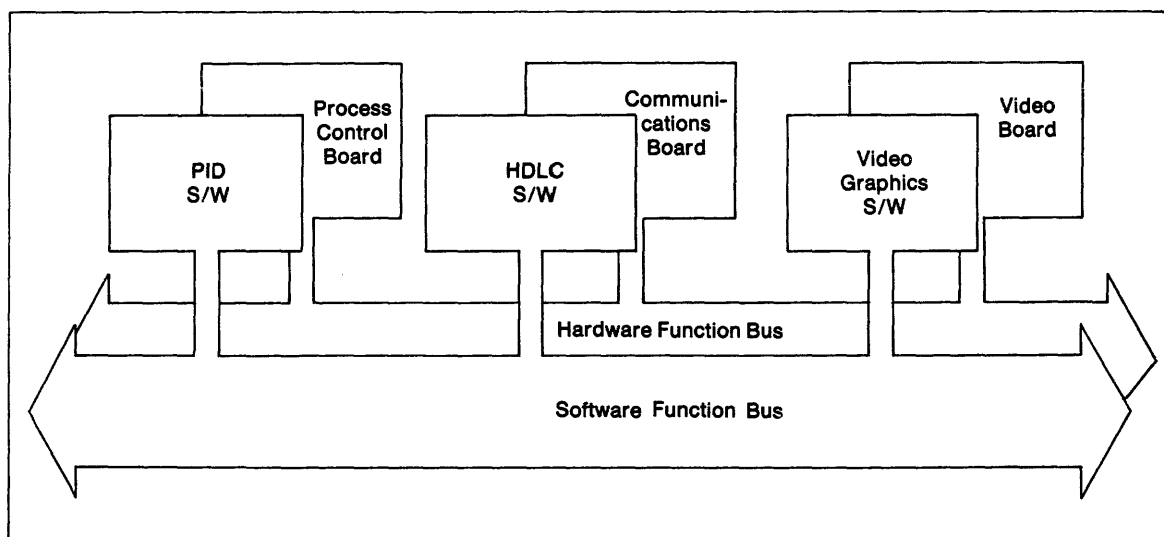 Process
Control
Board
PID
S/W
Communi-
cations
Board
HDLC
S/W
Video
Board
Video
Graphics
S/W
Hardware Function Bus
Software Function Bus